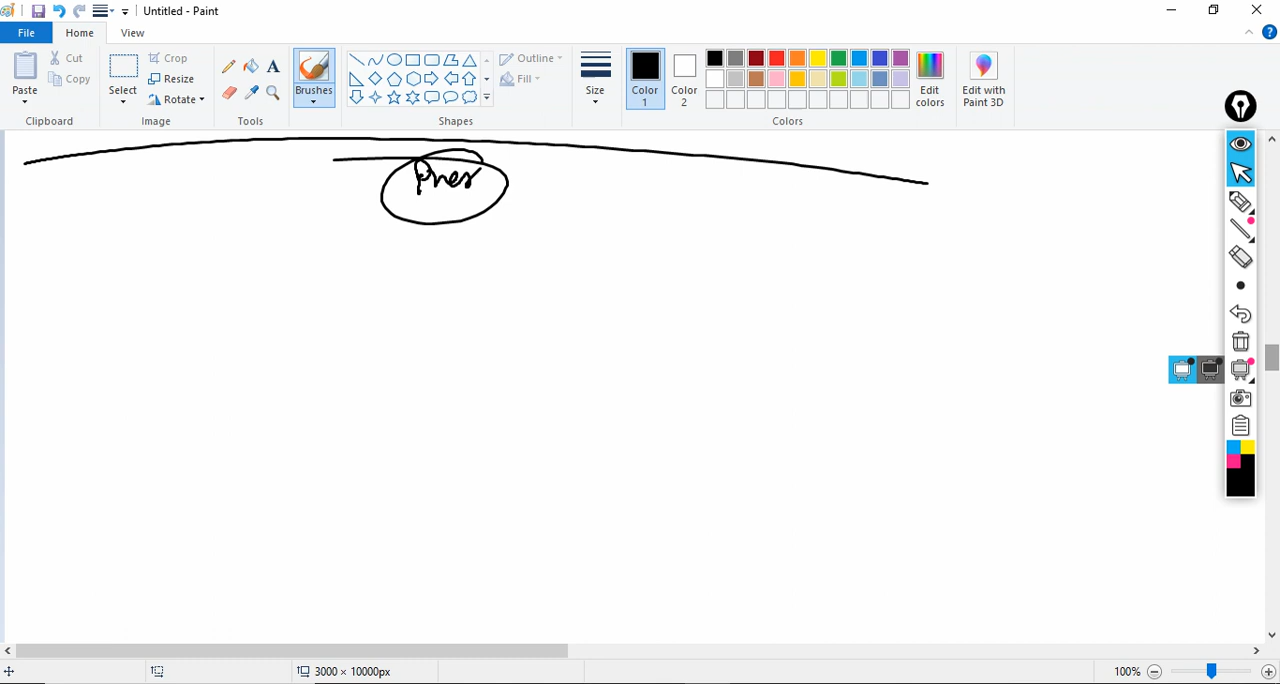 Untitled - Paint
File
Home
View
Paste
Cut
Copy
Clipboard
Select
Crop
Resize
Rotate
Image
Tools
Brushes
Shapes
Outline
Fill
Size
Color 1
Color 2
Edit colors
Edit with Paint 3D
Colors
Pres
3000 × 10000px
100%